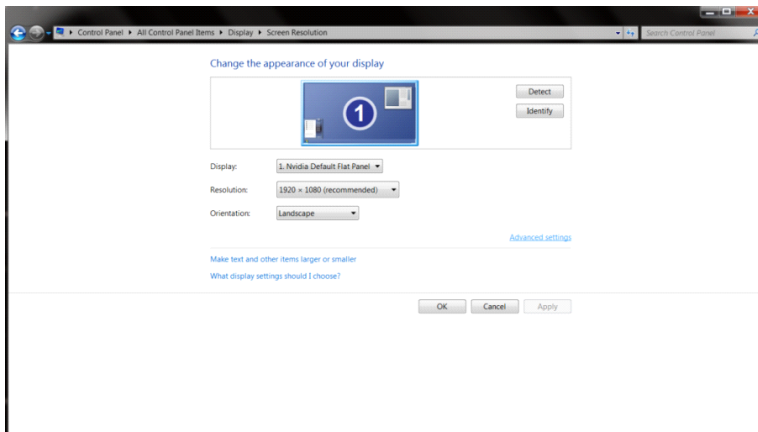 Control Panel ▸ All Control Panel Items ▸ Display ▸ Screen Resolution
Search Control Panel
Change the appearance of your display
1
Detect
Identify
Display: 1. Nvidia Default Flat Panel
Resolution: 1920 × 1080 (recommended)
Orientation: Landscape
Advanced settings
Make text and other items larger or smaller
What display settings should I choose?
OK Cancel Apply